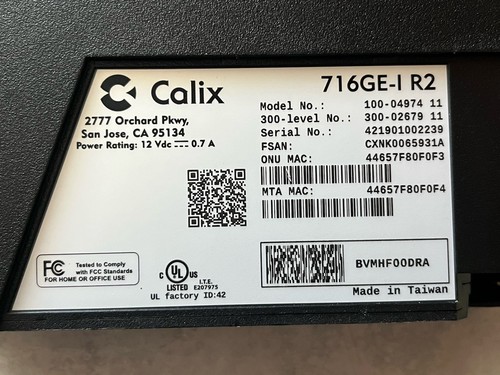 Calix
716GE-I R2
2777 Orchard Pkwy,
San Jose, CA 95134
Power Rating: 12 Vdc ⎓ 0.7 A
Model No.: 100-04974 11
300-level No.: 300-02679 11
Serial No.: 421901002239
FSAN: CXNK0065931A
ONU MAC: 44657F80F0F3
MTA MAC: 44657F80F0F4
FC Tested to Comply
with FCC Standards
FOR HOME OR OFFICE USE
c UL us
LISTED I.T.E.
E207975
UL factory ID:42
BVMHF00DRA
Made in Taiwan